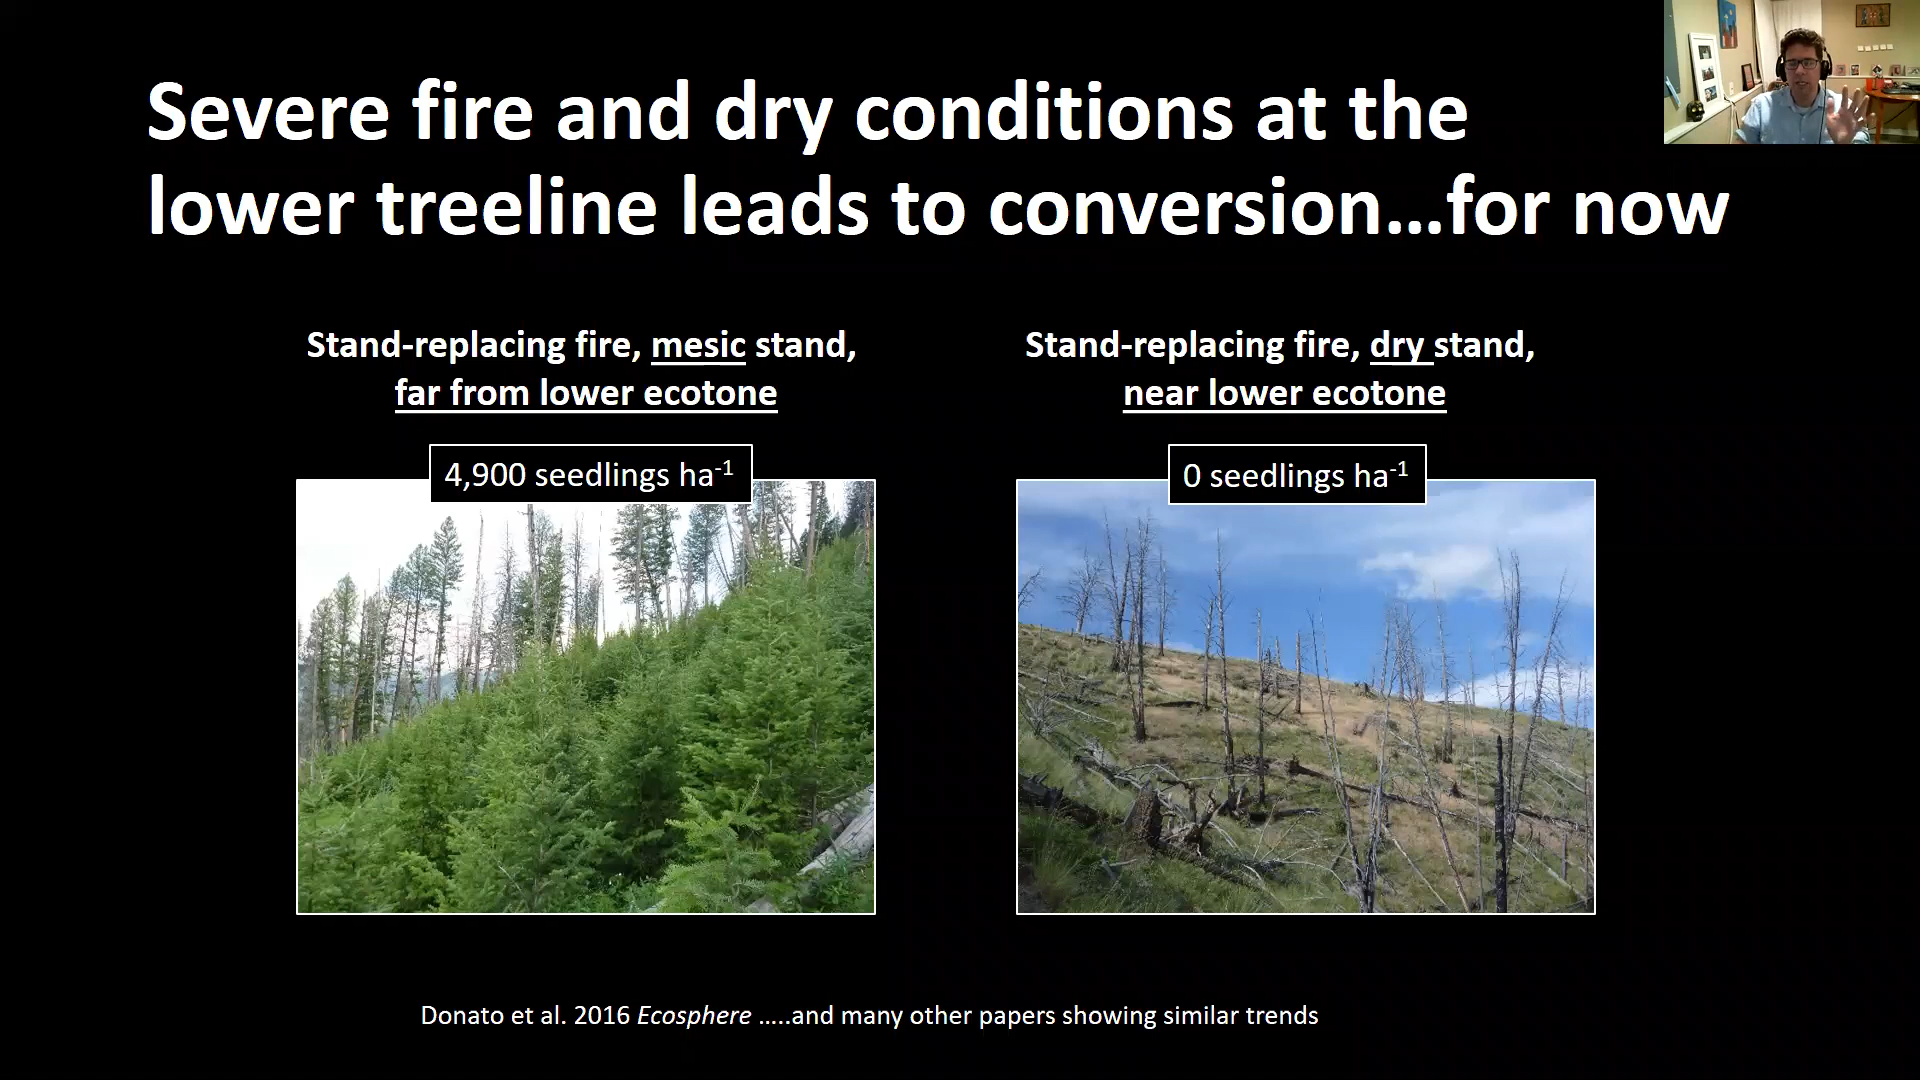 Severe fire and dry conditions at the
lower treeline leads to conversion...for now
Stand-replacing fire, mesic stand,
far from lower ecotone
Stand-replacing fire, dry stand,
near lower ecotone
4,900 seedlings ha⁻¹
0 seedlings ha⁻¹
Donato et al. 2016 Ecosphere .....and many other papers showing similar trends